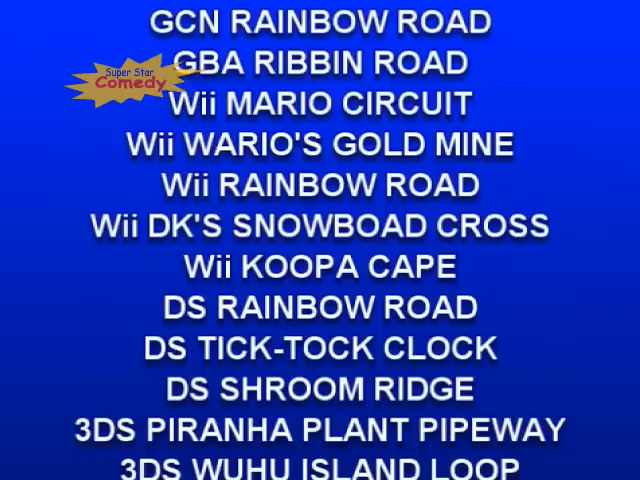 GCN RAINBOW ROAD
Super Star
Comedy
GBA RIBBIN ROAD
Wii MARIO CIRCUIT
Wii WARIO'S GOLD MINE
Wii RAINBOW ROAD
Wii DK'S SNOWBOAD CROSS
Wii KOOPA CAPE
DS RAINBOW ROAD
DS TICK-TOCK CLOCK
DS SHROOM RIDGE
3DS PIRANHA PLANT PIPEWAY
3DS WUHU ISLAND LOOP